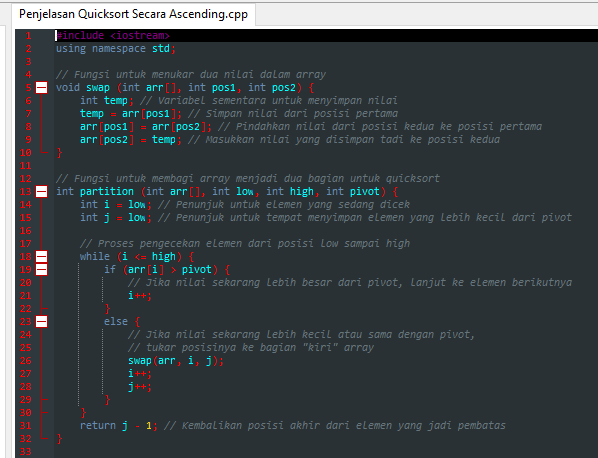 Penjelasan Quicksort Secara Ascending.cpp
1 #include <iostream>
2 using namespace std;
3
4 // Fungsi untuk menukar dua nilai dalam array
5 void swap (int arr[], int pos1, int pos2) {
6 int temp; // Variabel sementara untuk menyimpan nilai
7 temp = arr[pos1]; // Simpan nilai dari posisi pertama
8 arr[pos1] = arr[pos2]; // Pindahkan nilai dari posisi kedua ke posisi pertama
9 arr[pos2] = temp; // Masukkan nilai yang disimpan tadi ke posisi kedua
10 }
11
12 // Fungsi untuk membagi array menjadi dua bagian untuk quicksort
13 int partition (int arr[], int low, int high, int pivot) {
14 int i = low; // Penunjuk untuk elemen yang sedang dicek
15 int j = low; // Penunjuk untuk tempat menyimpan elemen yang lebih kecil dari pivot
16
17 // Proses pengecekan elemen dari posisi low sampai high
18 while (i <= high) {
19 if (arr[i] > pivot) {
20 // Jika nilai sekarang lebih besar dari pivot, lanjut ke elemen berikutnya
21 i++;
22 }
23 else {
24 // Jika nilai sekarang lebih kecil atau sama dengan pivot,
25 // tukar posisinya ke bagian "kiri" array
26 swap(arr, i, j);
27 i++;
28 j++;
29 }
30 }
31 return j - 1; // Kembalikan posisi akhir dari elemen yang jadi pembatas
32 }
33